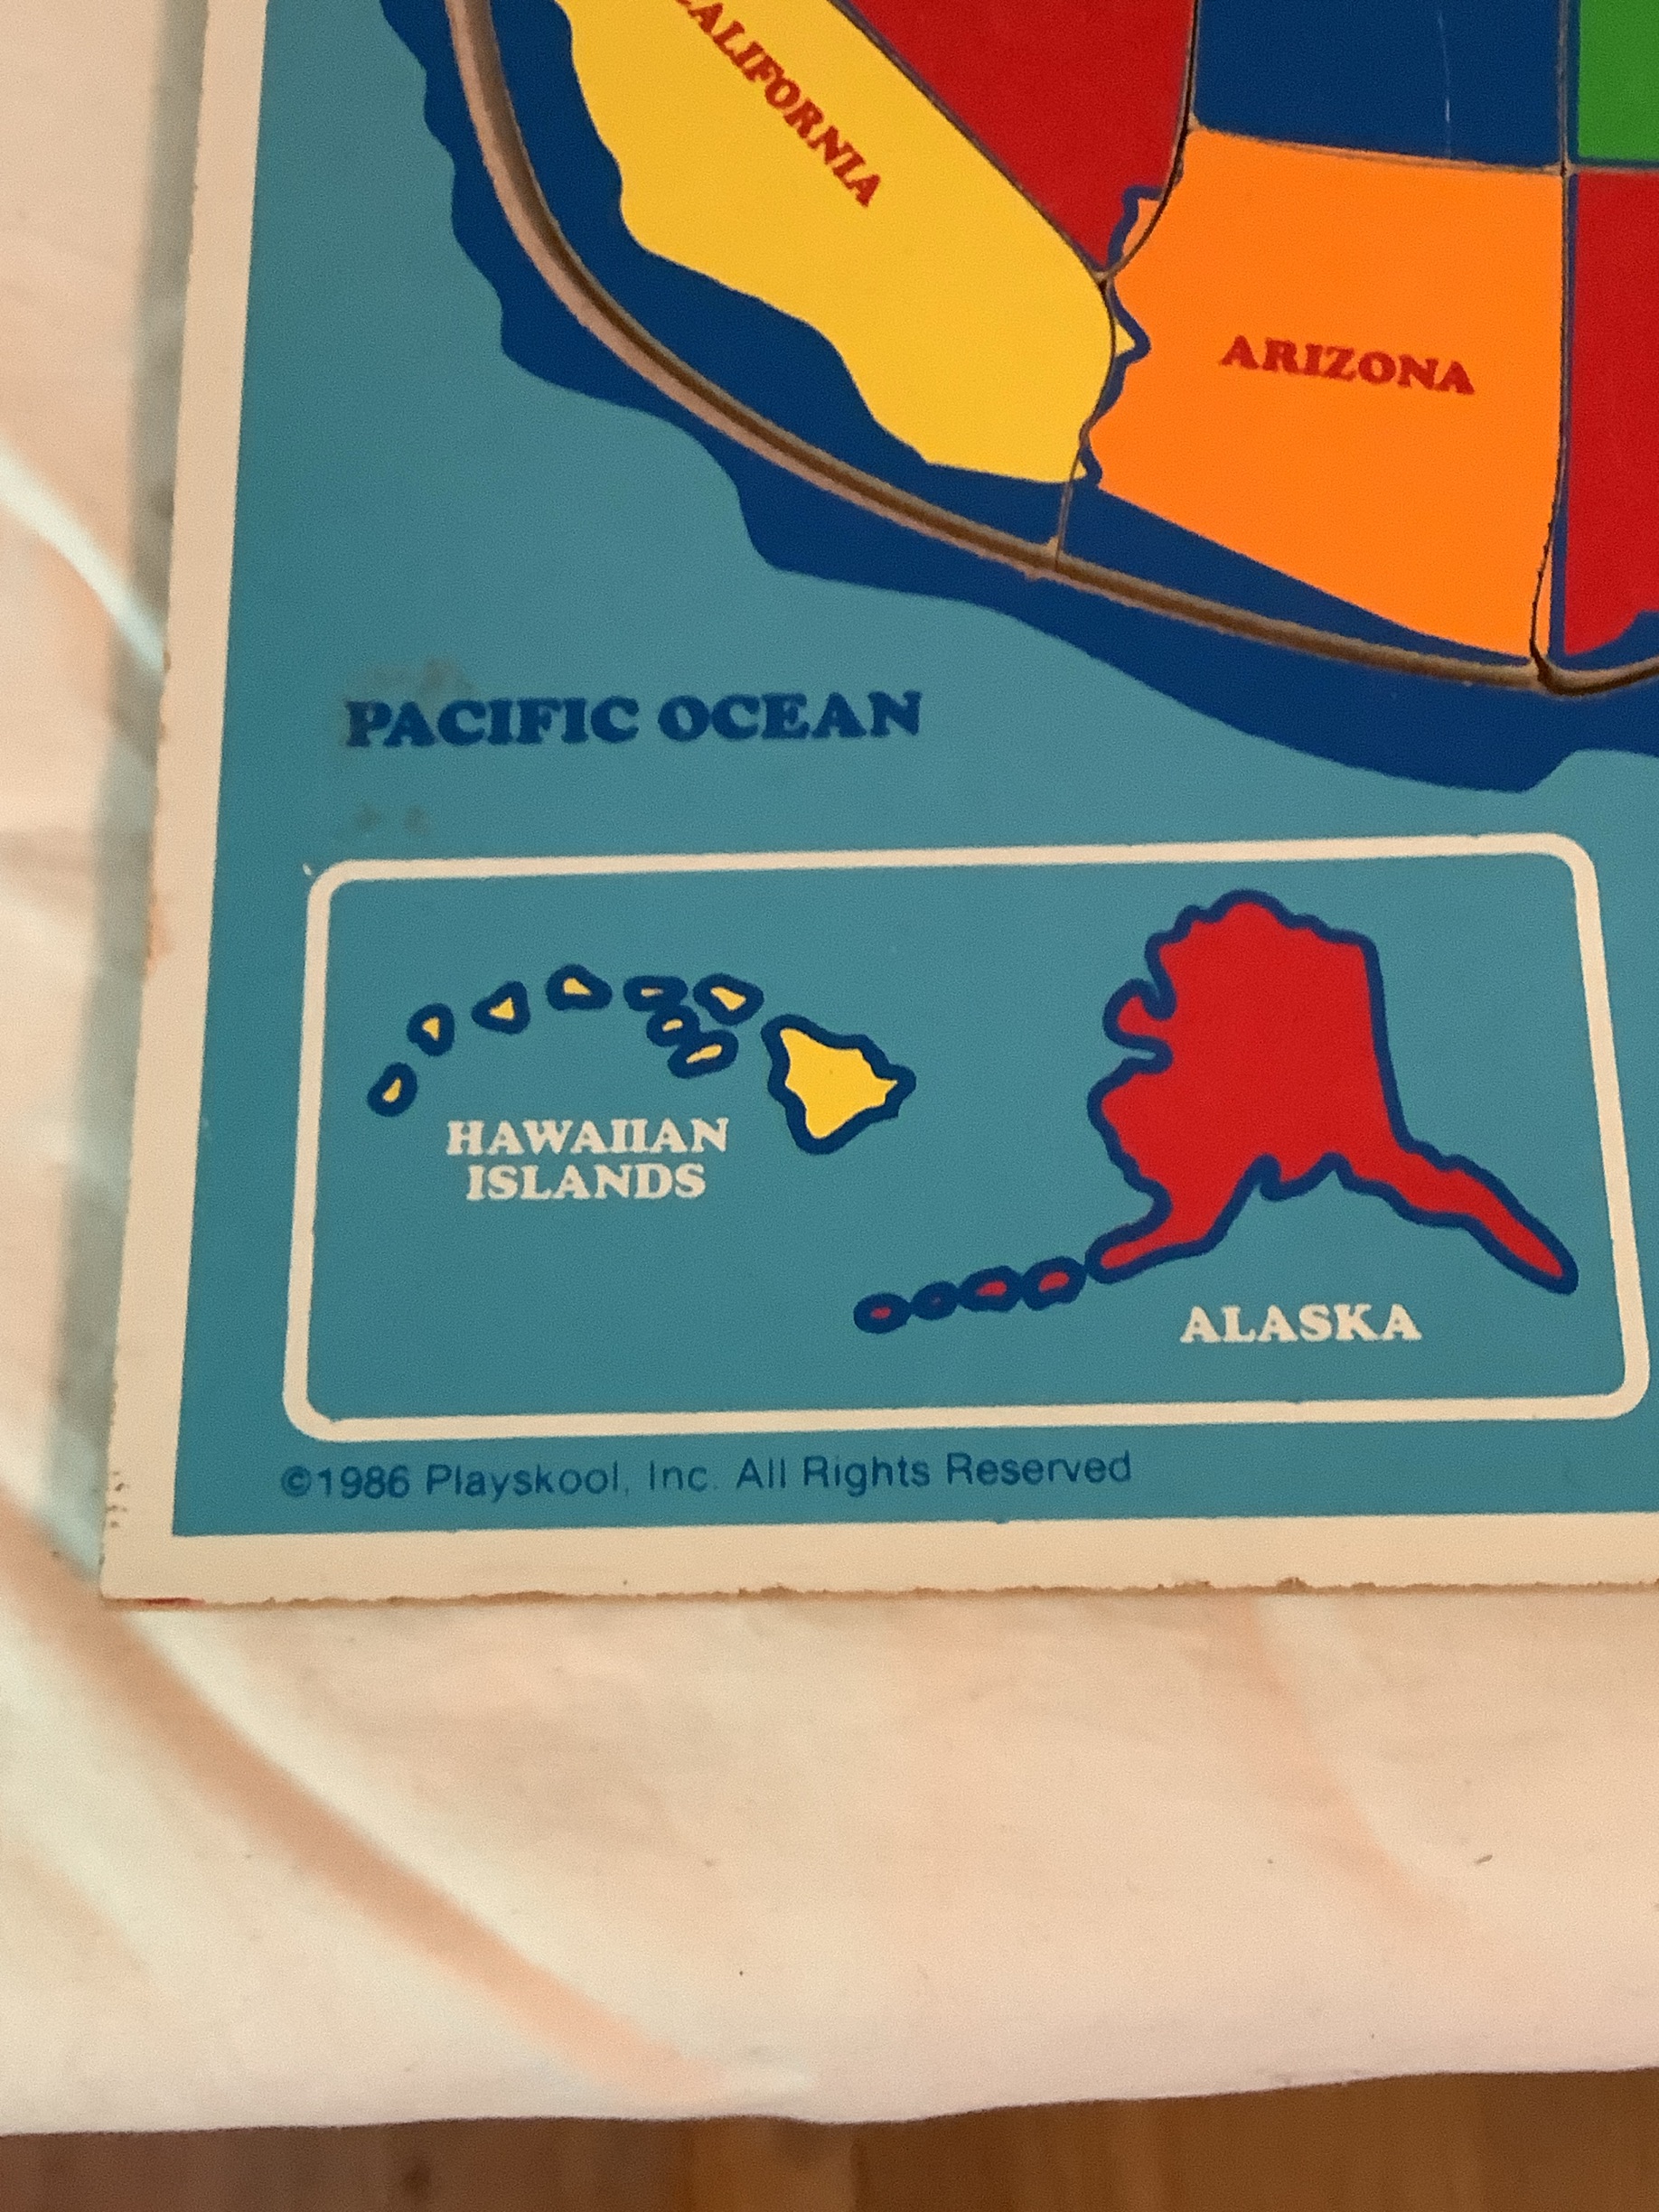 CALIFORNIA
ARIZONA
PACIFIC OCEAN
HAWAIIAN
ISLANDS
ALASKA
©1986 Playskool, Inc. All Rights Reserved